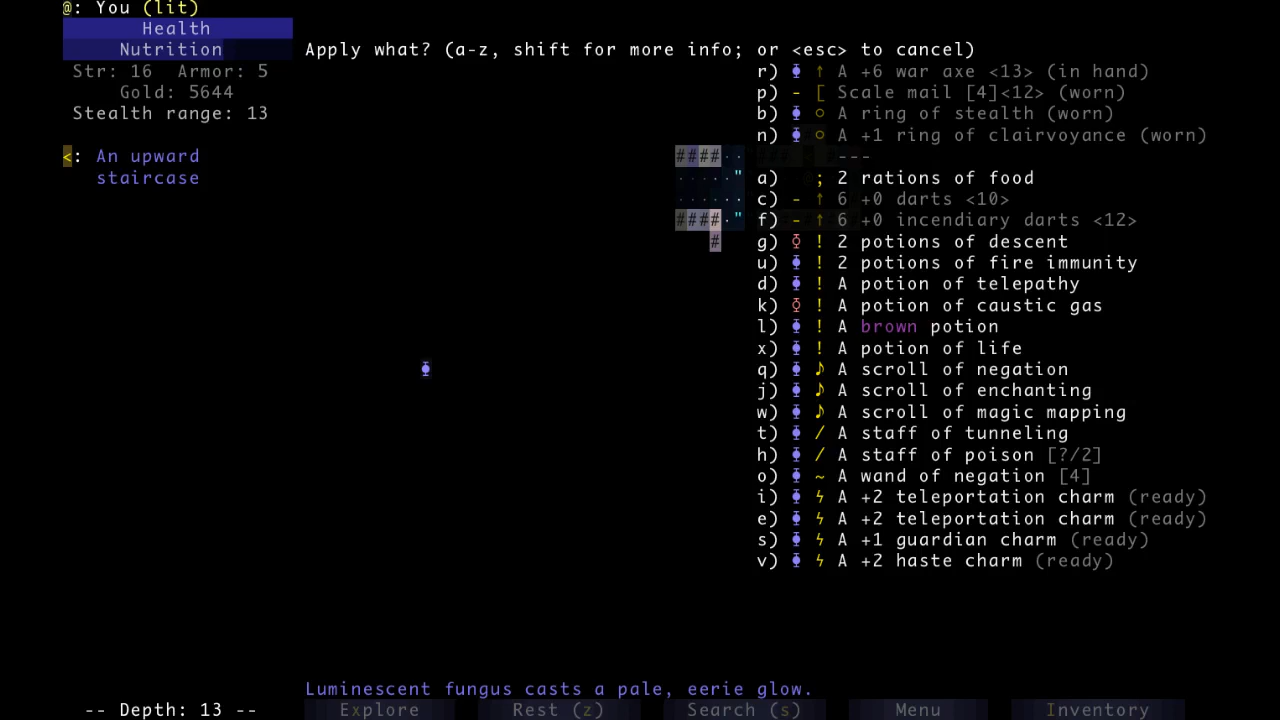 @: You (lit)
Health
Nutrition
Str: 16 Armor: 5
Gold: 5644
Stealth range: 13
<: An upward
staircase
Apply what? (a-z, shift for more info; or <esc> to cancel)
r) ↑ A +6 war axe <13> (in hand)
p) - [ Scale mail [4]<12> (worn)
b) ○ A ring of stealth (worn)
n) ○ A +1 ring of clairvoyance (worn)
---
a) ; 2 rations of food
c) - ↑ 6 +0 darts <10>
f) - ↑ 6 +0 incendiary darts <12>
g) ! 2 potions of descent
u) ! 2 potions of fire immunity
d) ! A potion of telepathy
k) ! A potion of caustic gas
l) ! A brown potion
x) ! A potion of life
q) ♪ A scroll of negation
j) ♪ A scroll of enchanting
w) ♪ A scroll of magic mapping
t) / A staff of tunneling
h) / A staff of poison [?/2]
o) ~ A wand of negation [4]
i) ϟ A +2 teleportation charm (ready)
e) ϟ A +2 teleportation charm (ready)
s) ϟ A +1 guardian charm (ready)
v) ϟ A +2 haste charm (ready)
####..
......"
......
####."
#
Luminescent fungus casts a pale, eerie glow.
-- Depth: 13 --
Explore
Rest (z)
Search (s)
Menu
Inventory